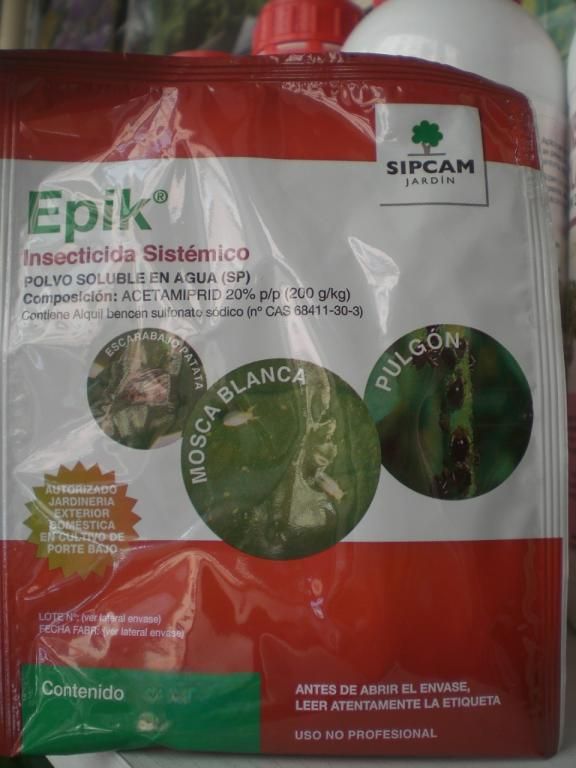 SIPCAM
JARDÍN
Epik®
Insecticida Sistémico
POLVO SOLUBLE EN AGUA (SP)
Composición: ACETAMIPRID 20% p/p (200 g/kg)
Contiene Alquil bencen sulfonato sódico (nº CAS 68411-30-3)
ESCARABAJO PATATA
MOSCA BLANCA
PULGÓN
AUTORIZADO
JARDINERIA
EXTERIOR
DOMÉSTICA
EN CULTIVO DE
PORTE BAJO
LOTE Nº: (ver lateral envase)
FECHA FABR: (ver lateral envase)
Contenido
ANTES DE ABRIR EL ENVASE,
LEER ATENTAMENTE LA ETIQUETA
USO NO PROFESIONAL